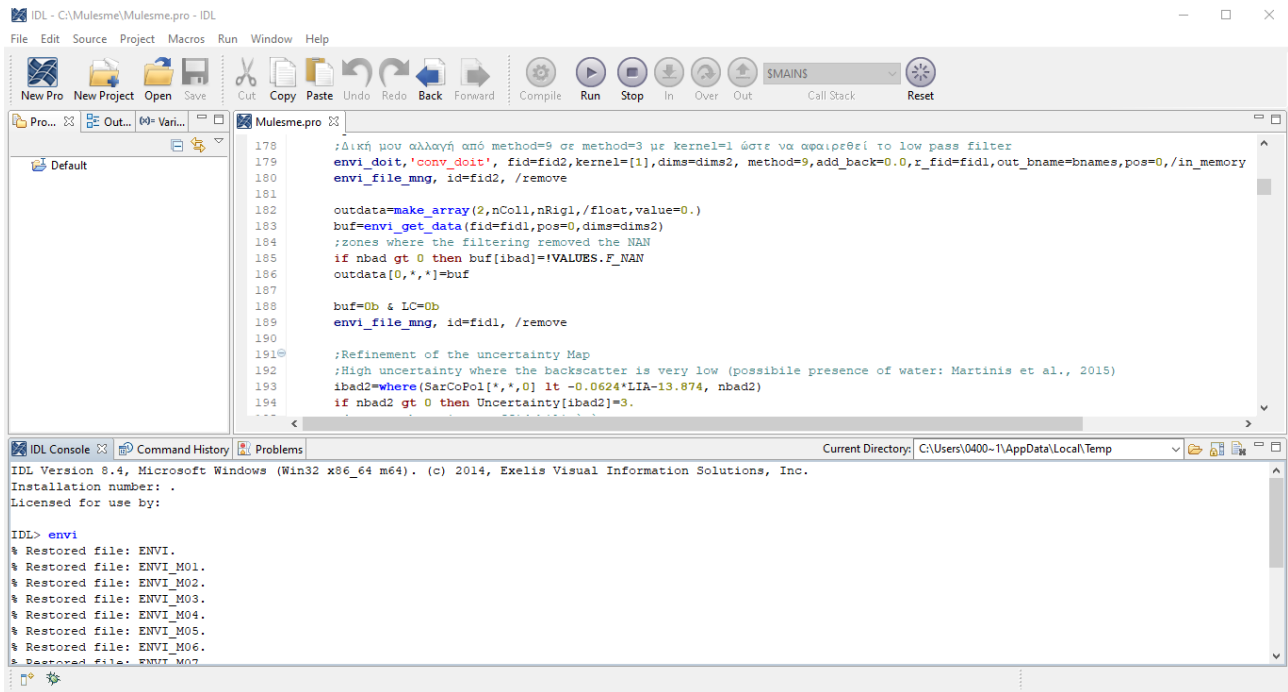 IDL - C:\Mulesme\Mulesme.pro - IDL
File Edit Source Project Macros Run Window Help
$MAIN$
New Pro New Project Open Save Cut Copy Paste Undo Redo Back Forward Compile Run Stop In Over Out Call Stack Reset
Pro... Out... Vari... Mulesme.pro
Default
178 ;Δική μου αλλαγή από method=9 σε method=3 με kernel=1 ώστε να αφαιρεθεί το low pass filter
179 envi_doit,'conv_doit', fid=fid2,kernel=[1],dims=dims2, method=9,add_back=0.0,r_fid=fid1,out_bname=bnames,pos=0,/in_memory
180 envi_file_mng, id=fid2, /remove
181
182 outdata=make_array(2,nCol1,nRig1,/float,value=0.)
183 buf=envi_get_data(fid=fid1,pos=0,dims=dims2)
184 ;zones where the filtering removed the NAN
185 if nbad gt 0 then buf[ibad]=!VALUES.F_NAN
186 outdata[0,*,*]=buf
187
188 buf=0b & LC=0b
189 envi_file_mng, id=fid1, /remove
190
191 ;Refinement of the uncertainty Map
192 ;High uncertainty where the backscatter is very low (possibile presence of water: Martinis et al., 2015)
193 ibad2=where(SarCoPol[*,*,0] lt -0.0624*LIA-13.874, nbad2)
194 if nbad2 gt 0 then Uncertainty[ibad2]=3.
IDL Console Command History Problems Current Directory: C:\Users\0400~1\AppData\Local\Temp
IDL Version 8.4, Microsoft Windows (Win32 x86_64 m64). (c) 2014, Exelis Visual Information Solutions, Inc.
Installation number: .
Licensed for use by:
IDL> envi
% Restored file: ENVI.
% Restored file: ENVI_M01.
% Restored file: ENVI_M02.
% Restored file: ENVI_M03.
% Restored file: ENVI_M04.
% Restored file: ENVI_M05.
% Restored file: ENVI_M06.
% Restored file: ENVI_M07